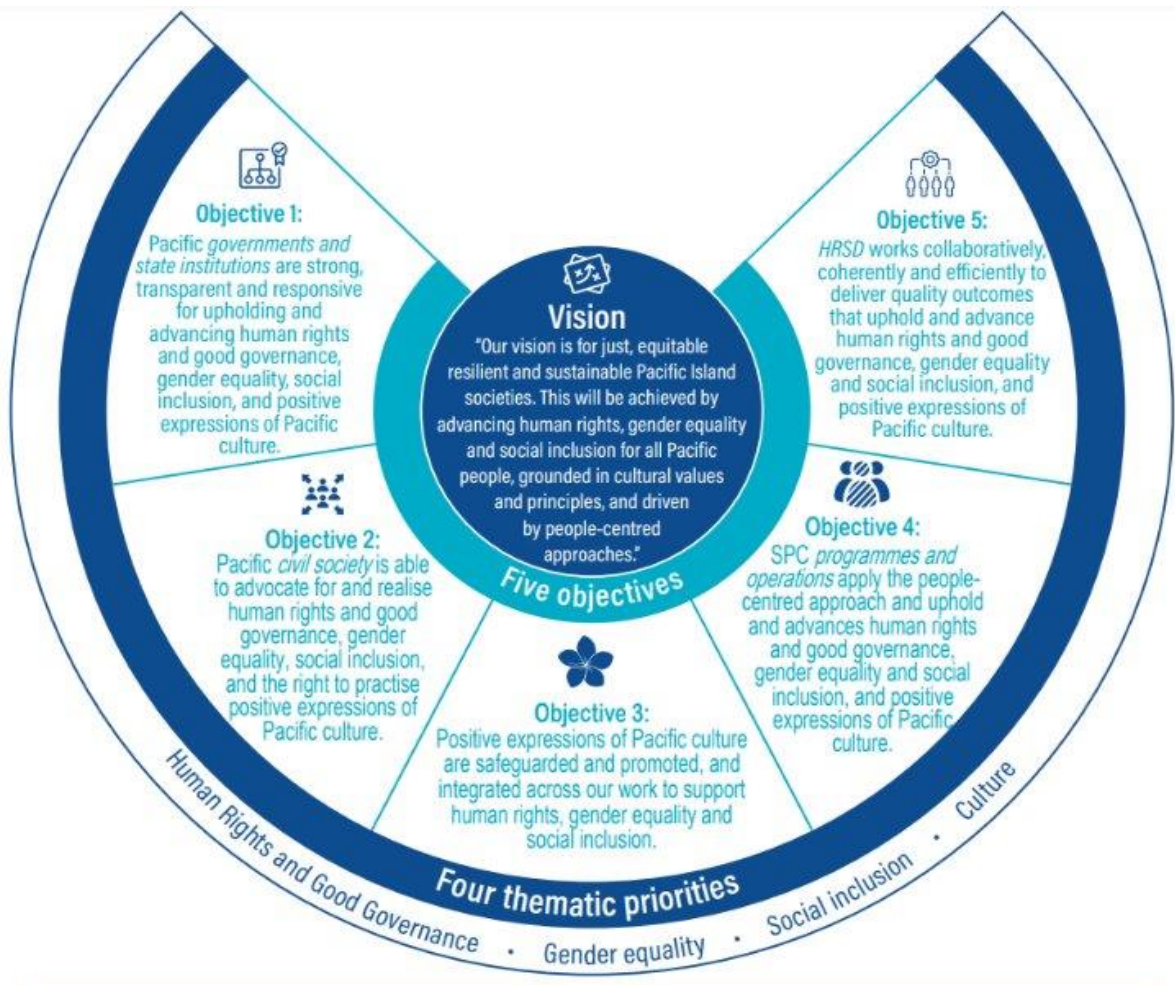 Vision
"Our vision is for just, equitable
resilient and sustainable Pacific Island
societies. This will be achieved by
advancing human rights, gender equality
and social inclusion for all Pacific
people, grounded in cultural values
and principles, and driven
by people-centred
approaches."
Five objectives
Objective 1:
Pacific governments and
state institutions are strong,
transparent and responsive
for upholding and
advancing human rights
and good governance,
gender equality, social
inclusion, and positive
expressions of Pacific
culture.
Objective 2:
Pacific civil society is able
to advocate for and realise
human rights and good
governance, gender
equality, social inclusion,
and the right to practise
positive expressions of
Pacific culture.
Objective 3:
Positive expressions of Pacific culture
are safeguarded and promoted, and
integrated across our work to support
human rights, gender equality and
social inclusion.
Objective 4:
SPC programmes and
operations apply the people-
centred approach and uphold
and advances human rights
and good governance,
gender equality and social
inclusion, and positive
expressions of Pacific
culture.
Objective 5:
HRSD works collaboratively,
coherently and efficiently to
deliver quality outcomes
that uphold and advance
human rights and good
governance, gender equality
and social inclusion, and
positive expressions of
Pacific culture.
Four thematic priorities
Human Rights and Good Governance • Gender equality • Social inclusion • Culture